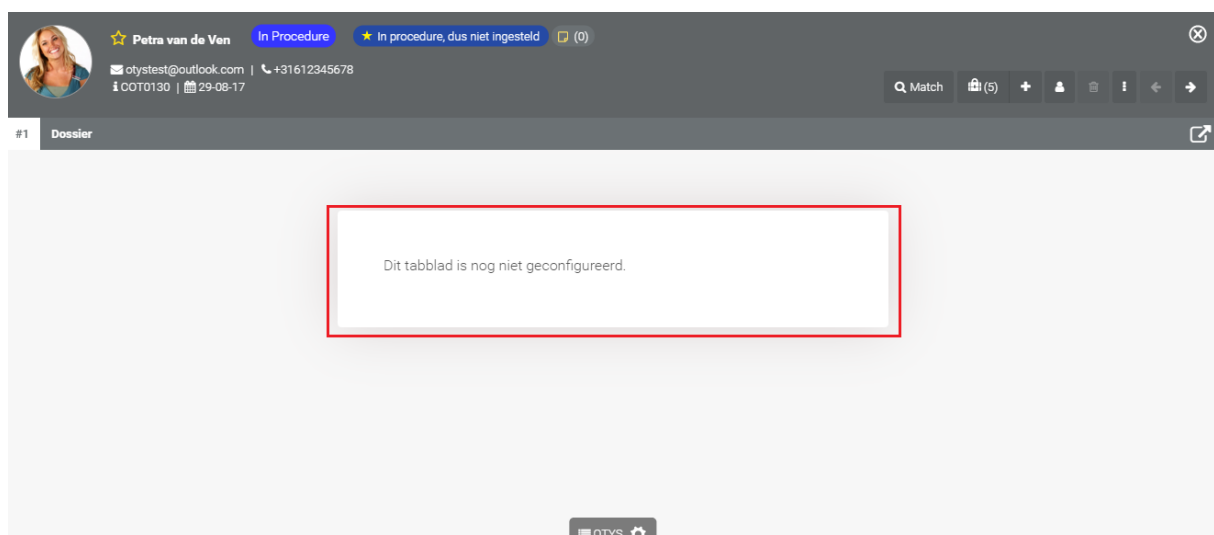 Petra van de Ven In Procedure In procedure, dus niet ingesteld (0)
otystest@outlook.com | +31612345678
COT0130 | 29-08-17
Match (5)
#1 Dossier
Dit tabblad is nog niet geconfigureerd.
OTYS